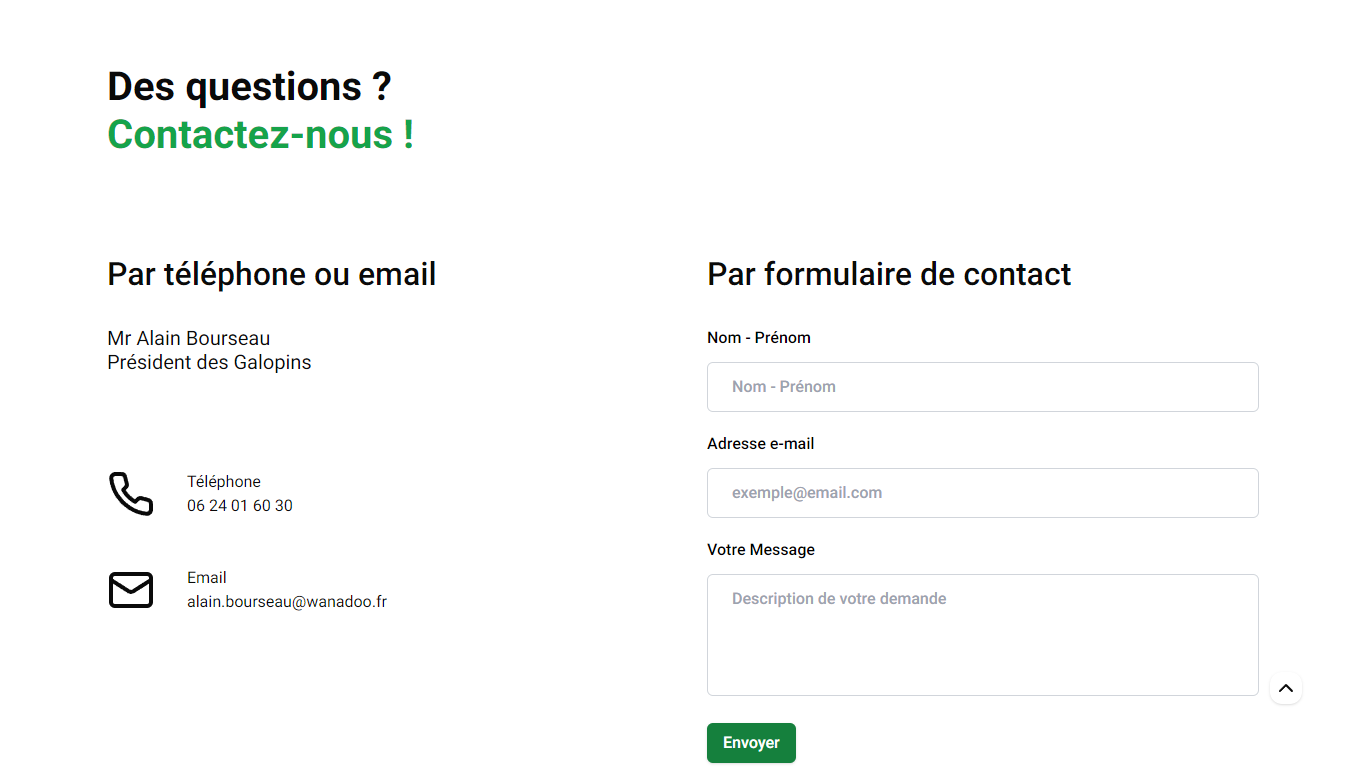 Des questions ?
Contactez-nous !
Par téléphone ou email
Mr Alain Bourseau
Président des Galopins
Téléphone
06 24 01 60 30
Email
alain.bourseau@wanadoo.fr
Par formulaire de contact
Nom - Prénom
Nom - Prénom
Adresse e-mail
exemple@email.com
Votre Message
Description de votre demande
Envoyer